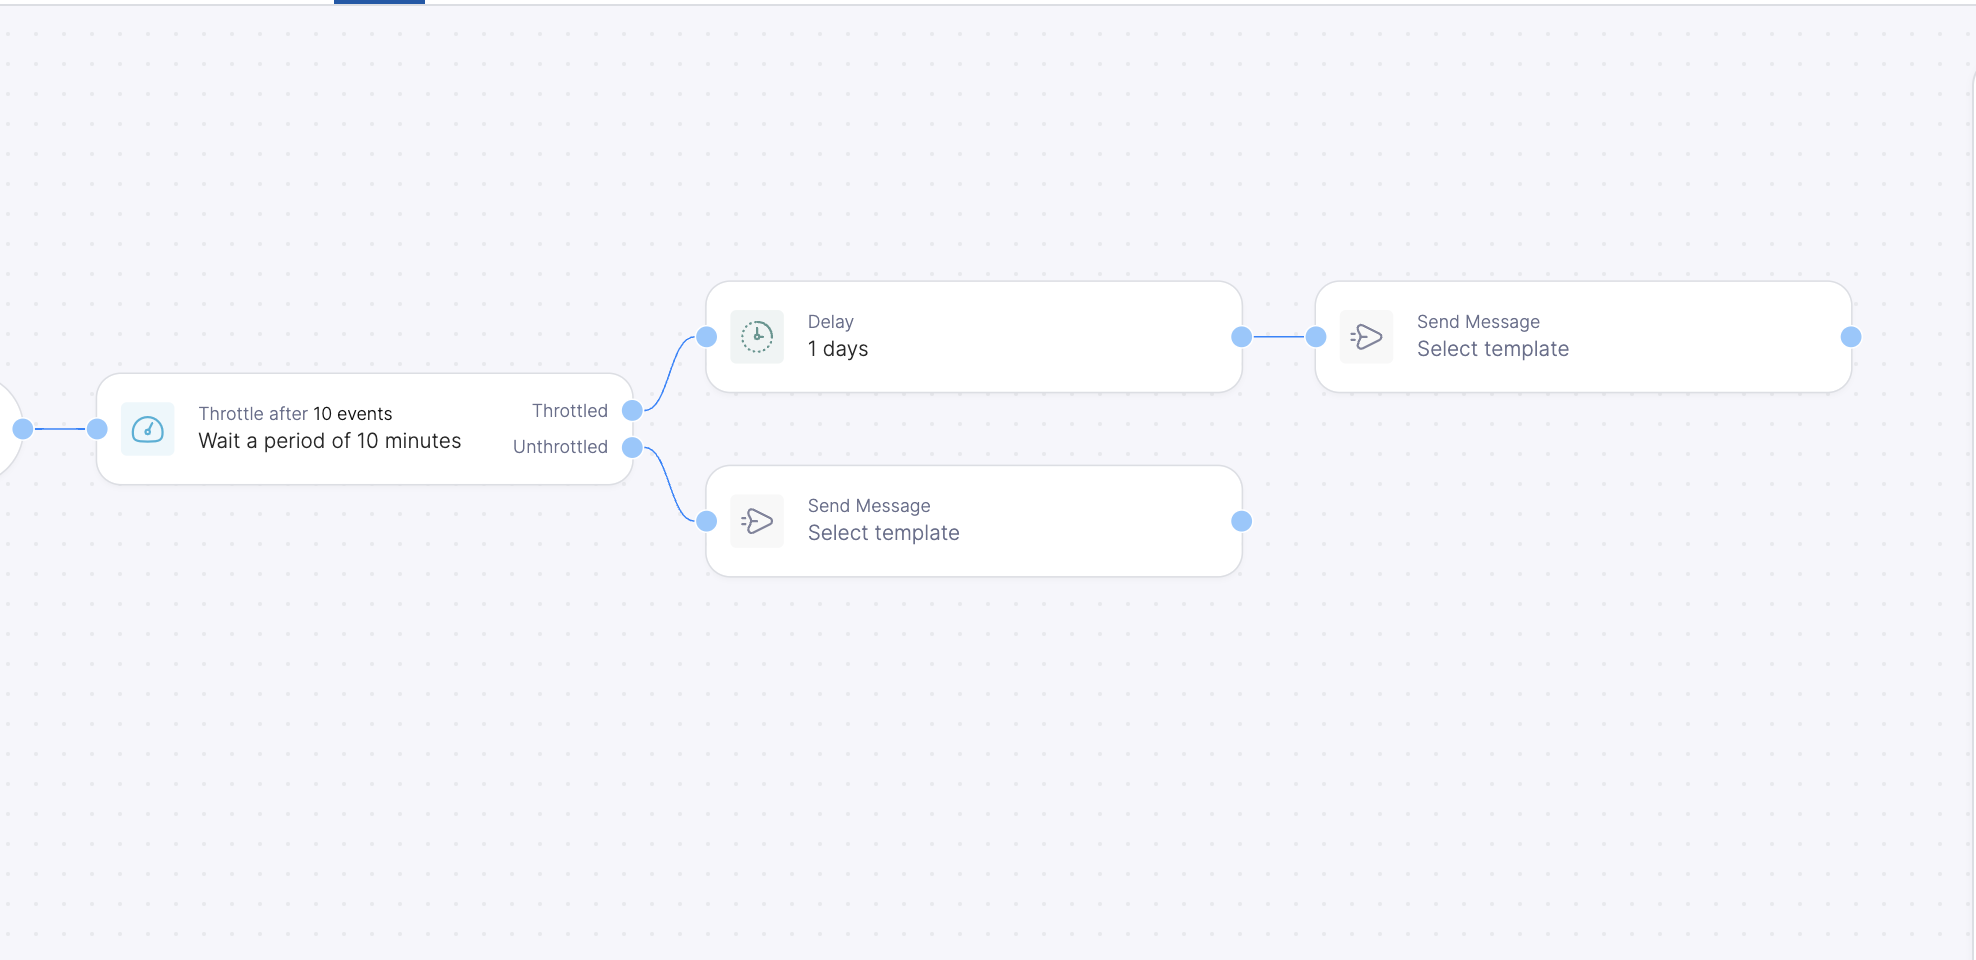 Throttle after 10 events
Wait a period of 10 minutes
Throttled
Unthrottled
Delay
1 days
Send Message
Select template
Send Message
Select template